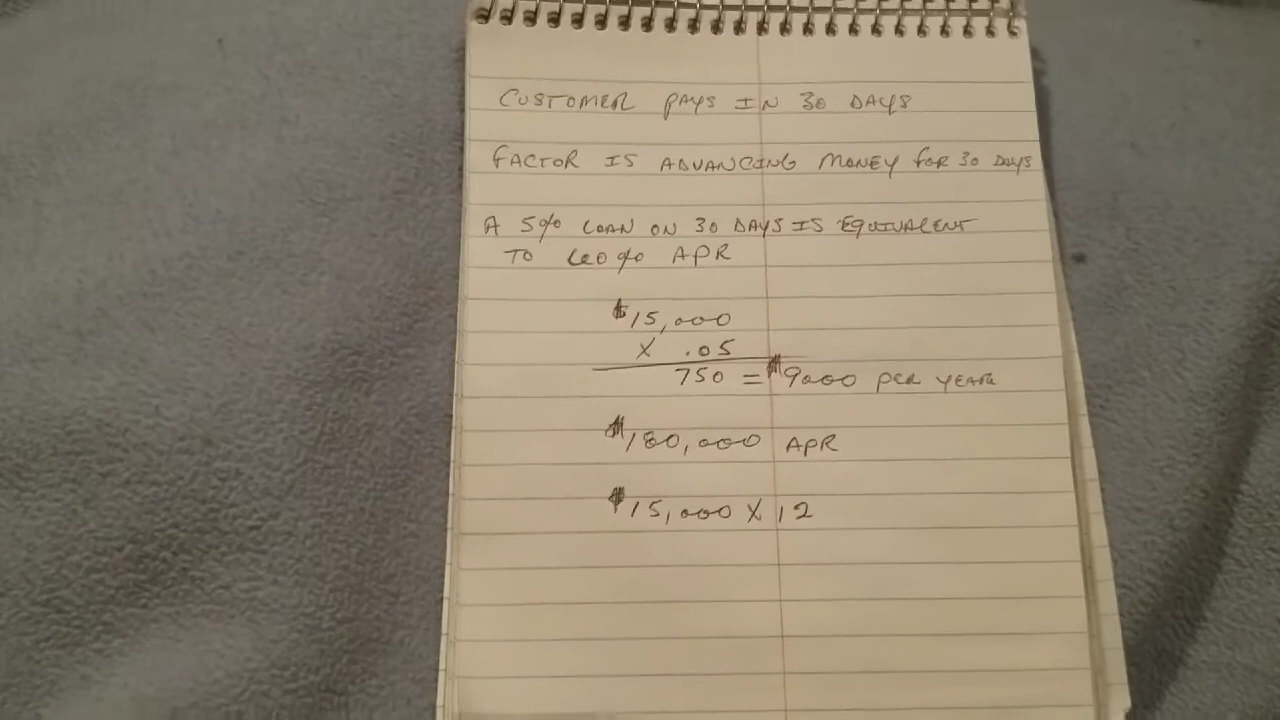 CUSTOMER PAYS IN 30 DAYS
FACTOR IS ADVANCING MONEY FOR 30 DAYS
A 5% LOAN ON 30 DAYS IS EQUIVALENT
TO 60% APR
$15,000
X .05
750 = $9000 PER YEAR
$180,000 APR
$15,000 X 12